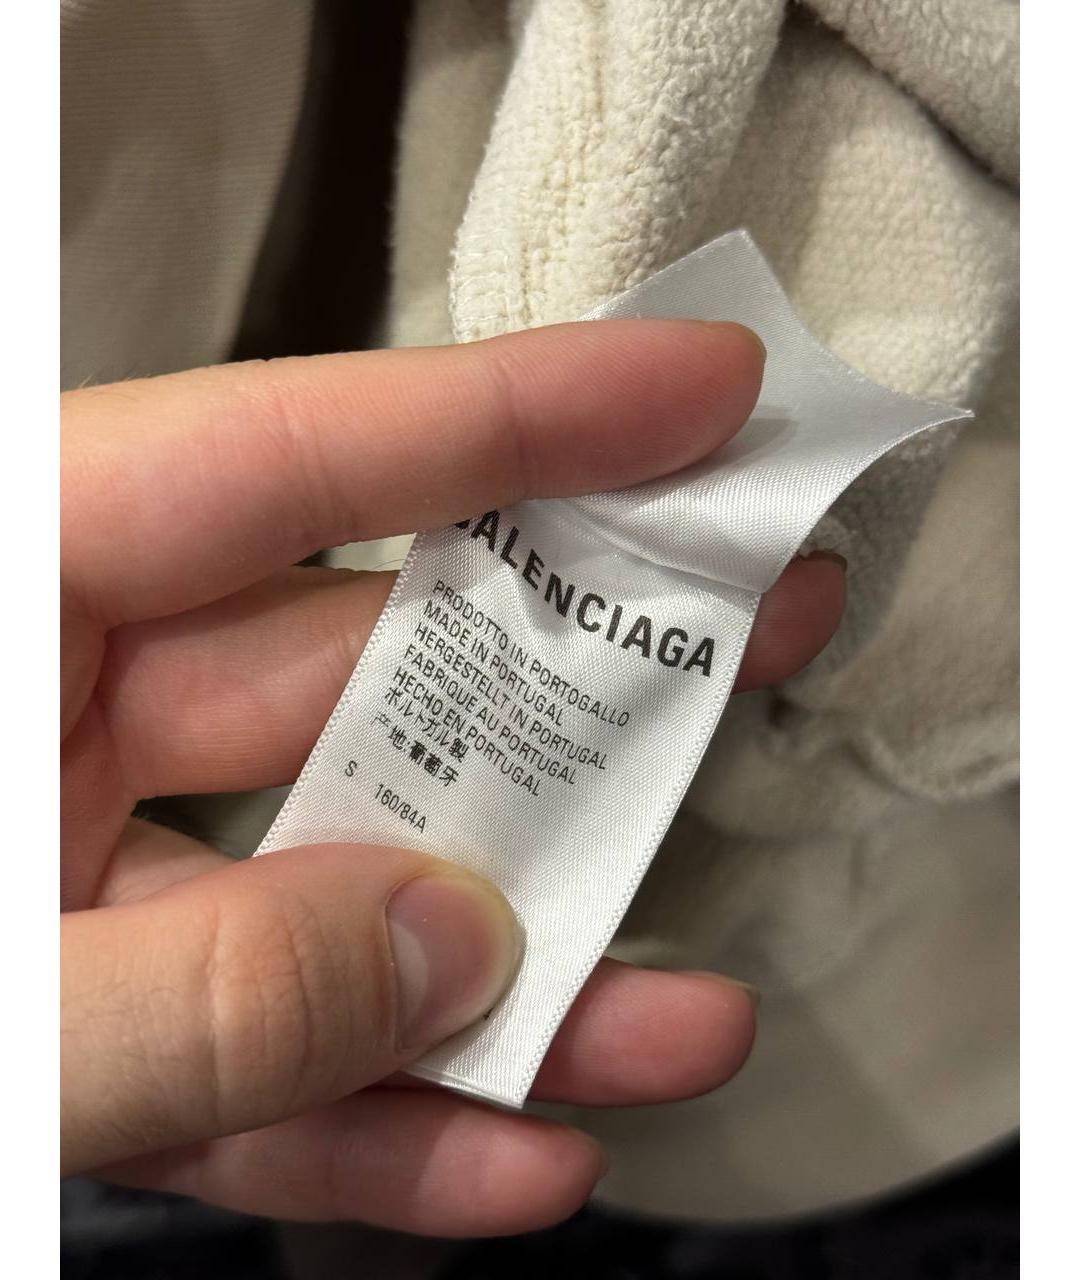 BALENCIAGA
PRODOTTO IN PORTOGALLO
MADE IN PORTUGAL
HERGESTELLT IN PORTUGAL
FABRIQUE AU PORTUGAL
HECHO EN PORTUGAL
ポルトガル製
产地:葡萄牙
S 160/84A